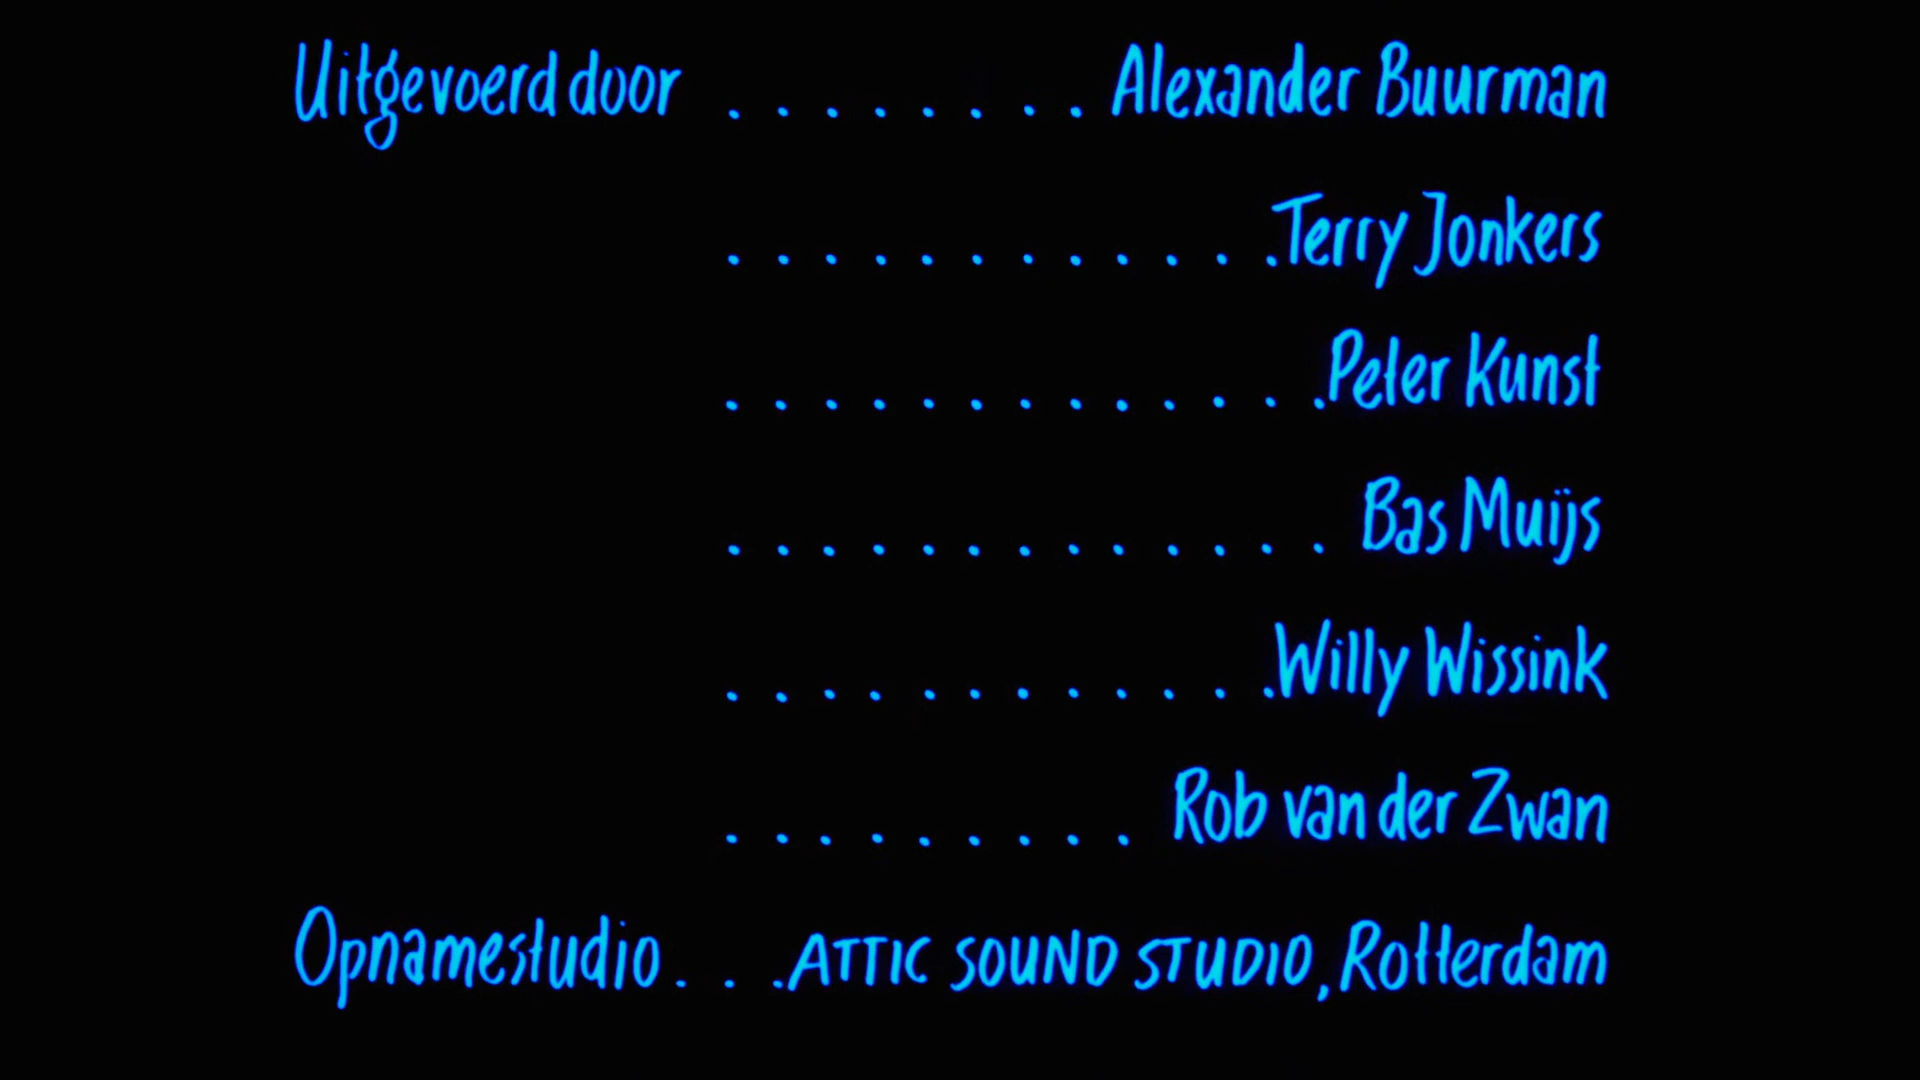 Uitgevoerd door . . . . . . . . Alexander Buurman
. . . . . . . . . . . . Terry Jonkers
. . . . . . . . . . . . . Peter Kunst
. . . . . . . . . . . . . Bas Muijs
. . . . . . . . . . . . Willy Wissink
. . . . . . . . . Rob van der Zwan
Opnamestudio . . . ATTIC SOUND STUDIO, Rotterdam